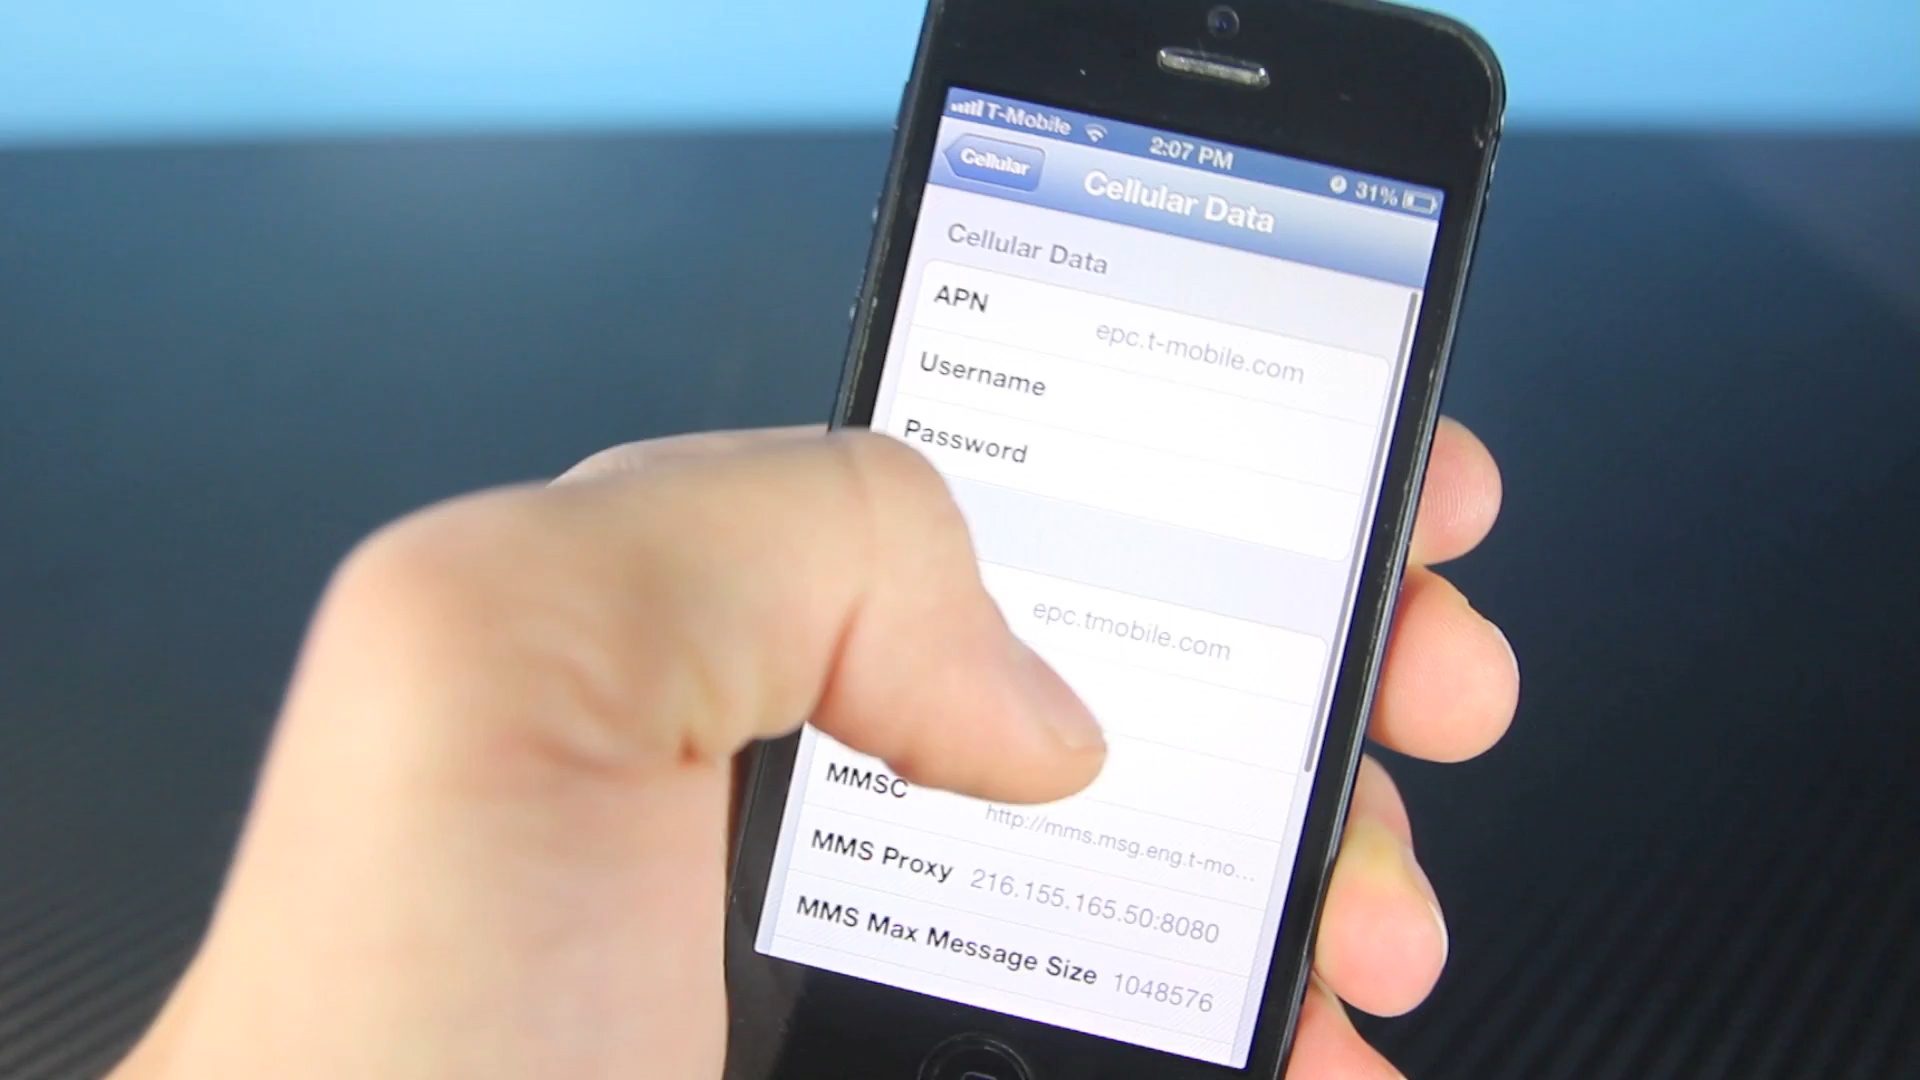 T-Mobile 2:07 PM 31%
Cellular Cellular Data
Cellular Data
APN epc.t-mobile.com
Username
Password
epc.tmobile.com
MMSC http://mms.msg.eng.t-mo...
MMS Proxy 216.155.165.50:8080
MMS Max Message Size 1048576